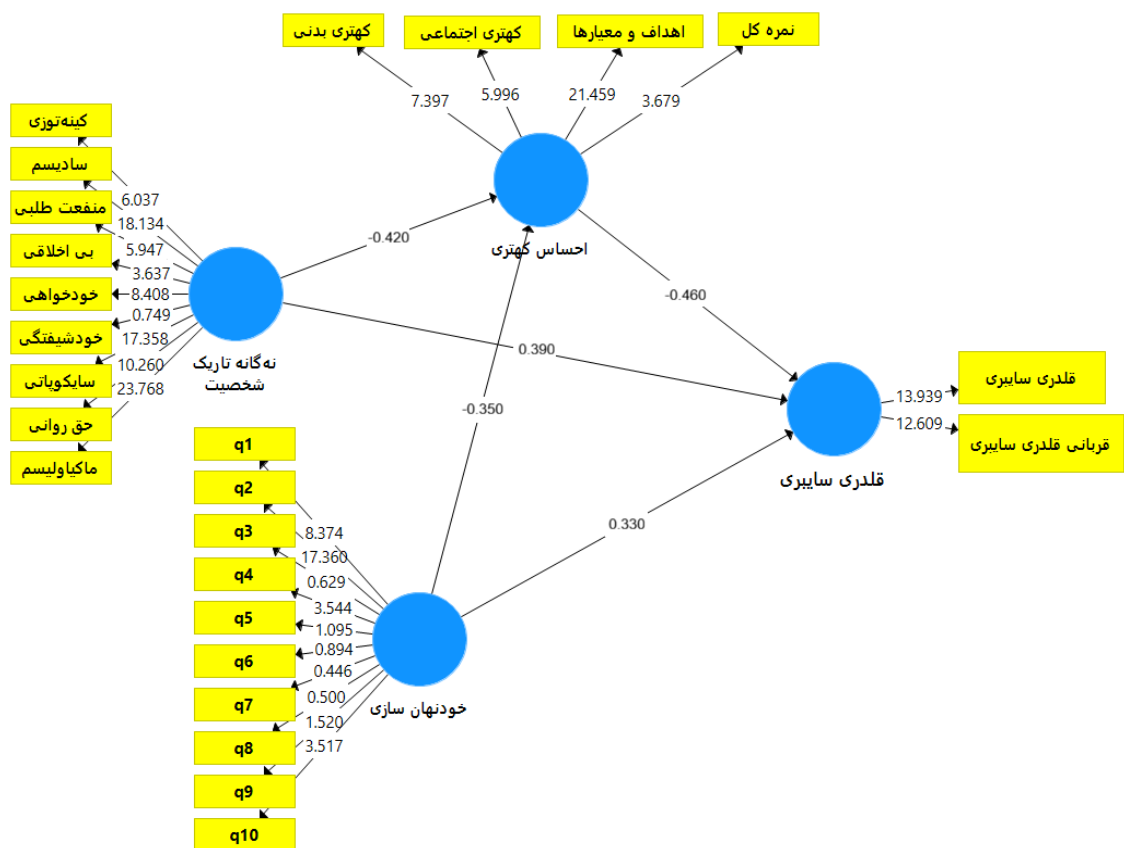 کهتری بدنی
کهتری اجتماعی
اهداف و معیارها
نمره کل
7.397
5.996
21.459
3.679
احساس کهتری
کینه‌توزی
سادیسم
منفعت طلبی
بی اخلاقی
خودخواهی
خودشیفتگی
سایکوپاتی
حق روانی
ماکیاولیسم
6.037
18.134
5.947
3.637
8.408
0.749
17.358
10.260
23.768
نه‌گانه تاریک
شخصیت
-0.420
0.390
-0.460
-0.350
0.330
قلدری سایبری
13.939
12.609
قلدری سایبری
قربانی قلدری سایبری
q1
q2
q3
q4
q5
q6
q7
q8
q9
q10
8.374
17.360
0.629
3.544
1.095
0.894
0.446
0.500
1.520
3.517
خودنهان سازی